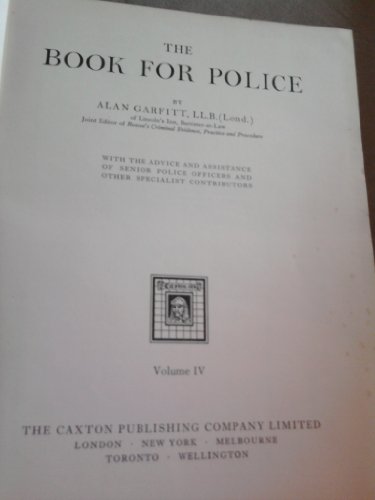 THE
BOOK FOR POLICE
BY
ALAN GARFITT, LL.B. (Lond.)
of Lincoln's Inn, Barrister-at-Law
Joint Editor of Roscoe's Criminal Evidence, Practice and Procedure
WITH THE ADVICE AND ASSISTANCE
OF SENIOR POLICE OFFICERS AND
OTHER SPECIALIST CONTRIBUTORS
Volume IV
THE CAXTON PUBLISHING COMPANY LIMITED
LONDON · NEW YORK · MELBOURNE
TORONTO · WELLINGTON